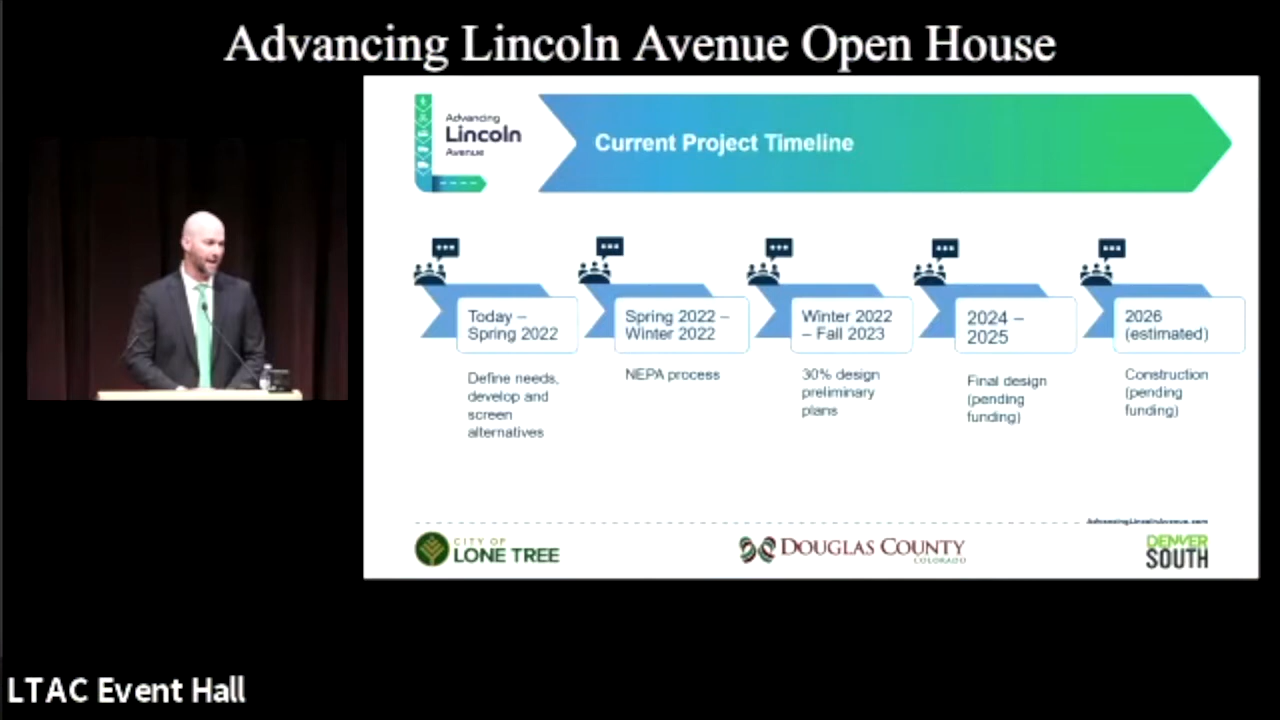 Advancing Lincoln Avenue Open House
Advancing
Lincoln
Avenue
Current Project Timeline
Today –
Spring 2022
Define needs,
develop and
screen
alternatives
Spring 2022 –
Winter 2022
NEPA process
Winter 2022
– Fall 2023
30% design
preliminary
plans
2024 –
2025
Final design
(pending
funding)
2026
(estimated)
Construction
(pending
funding)
AdvancingLincolnAvenue.com
CITY OF
LONE TREE
DOUGLAS COUNTY
COLORADO
DENVER
SOUTH
LTAC Event Hall